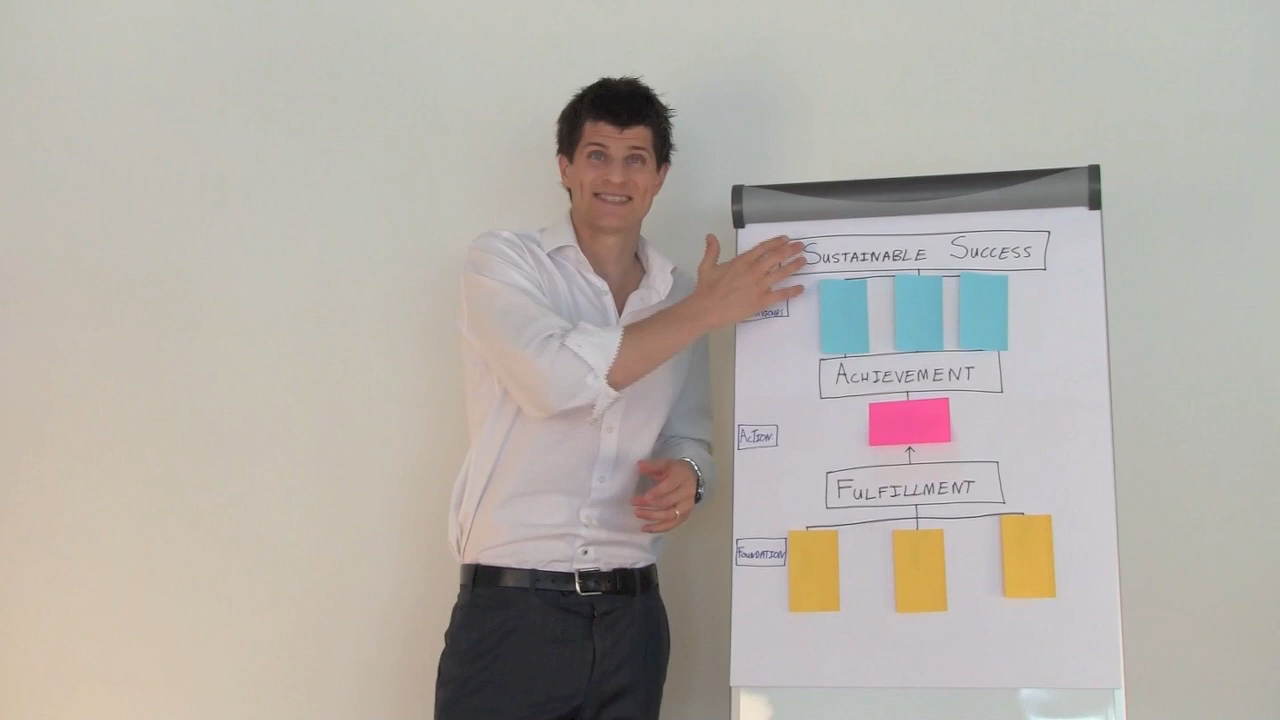 SUSTAINABLE SUCCESS
ACHIEVEMENT
ACTION
FULFILLMENT
FOUNDATION